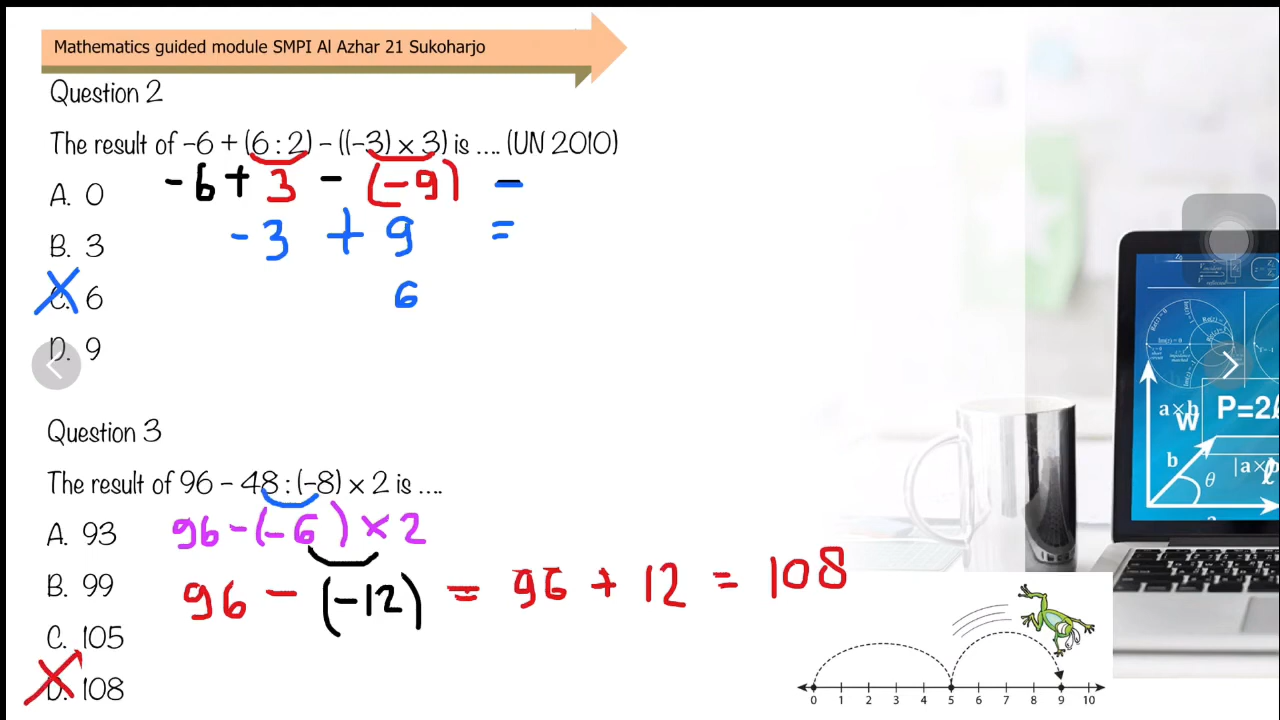 Mathematics guided module SMPI Al Azhar 21 Sukoharjo
Question 2
The result of –6 + (6 : 2) – ((–3) × 3) is .... (UN 2010)
-6 + 3 - (-9) =
A. 0
-3 + 9 =
B. 3
C. 6
6
D. 9
Question 3
The result of 96 – 48 : (–8) × 2 is ....
96 - (-6) × 2
A. 93
B. 99
96 - (-12) = 96 + 12 = 108
C. 105
D. 108
a×b
W
P=2
b
θ
|a×
ℓ
0 1 2 3 4 5 6 7 8 9 10